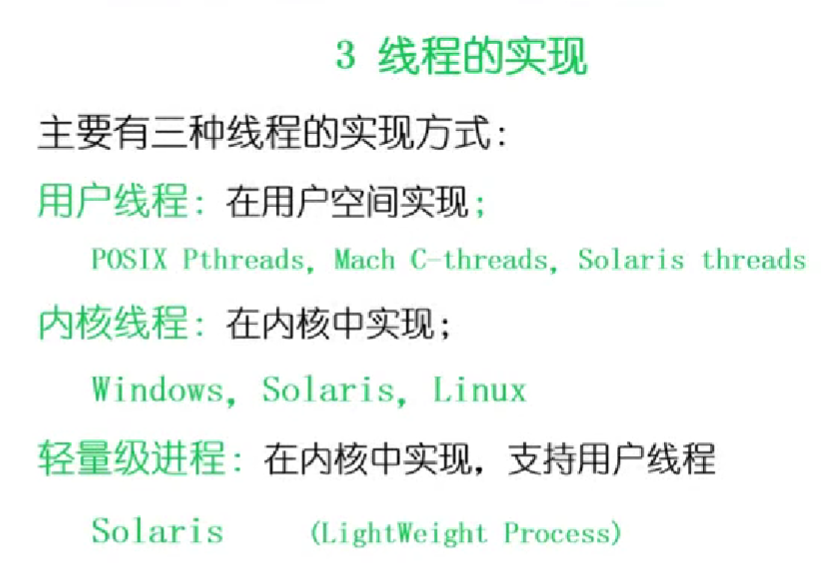 3 线程的实现
主要有三种线程的实现方式：
用户线程：在用户空间实现；
POSIX Pthreads, Mach C-threads, Solaris threads
内核线程：在内核中实现；
Windows, Solaris, Linux
轻量级进程：在内核中实现，支持用户线程
Solaris (LightWeight Process)